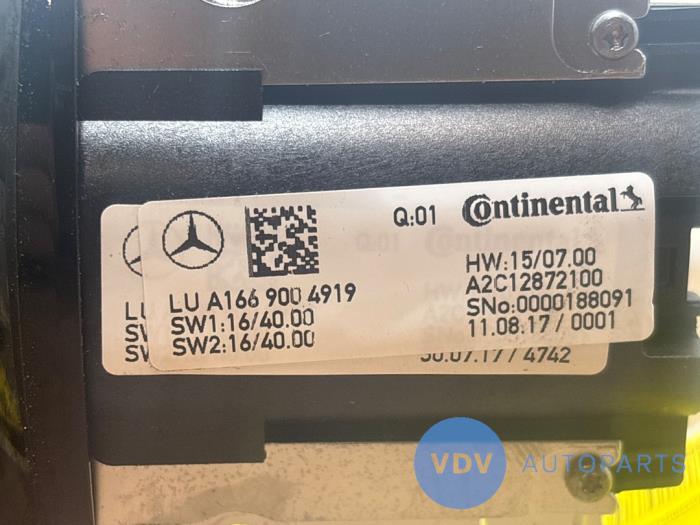 Q:01 Continental
HW:15/07.00
LU A166 900 4919 A2C12872100
SW1:16/40.00 SNo:0000188091
SW2:16/40.00 11.08.17 / 0001
30.07.17 / 4742
VDV AUTOPARTS